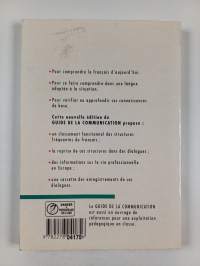 • Pour comprendre le français d'aujourd'hui.
• Pour se faire comprendre dans une langue
adaptée à la situation.
• Pour vérifier ou approfondir ses connaissances
de base.
Cette nouvelle édition du
GUIDE DE LA COMMUNICATION propose :
• un classement fonctionnel des structures
fréquentes du français ;
• la reprise de ces structures dans des dialogues ;
• des informations sur la vie professionnelle
en Europe ;
• une cassette des enregistrements de ces
dialogues.
Le GUIDE DE LA COMMUNICATION
est aussi un ouvrage de
références pour une exploitation
pédagogique en classe.